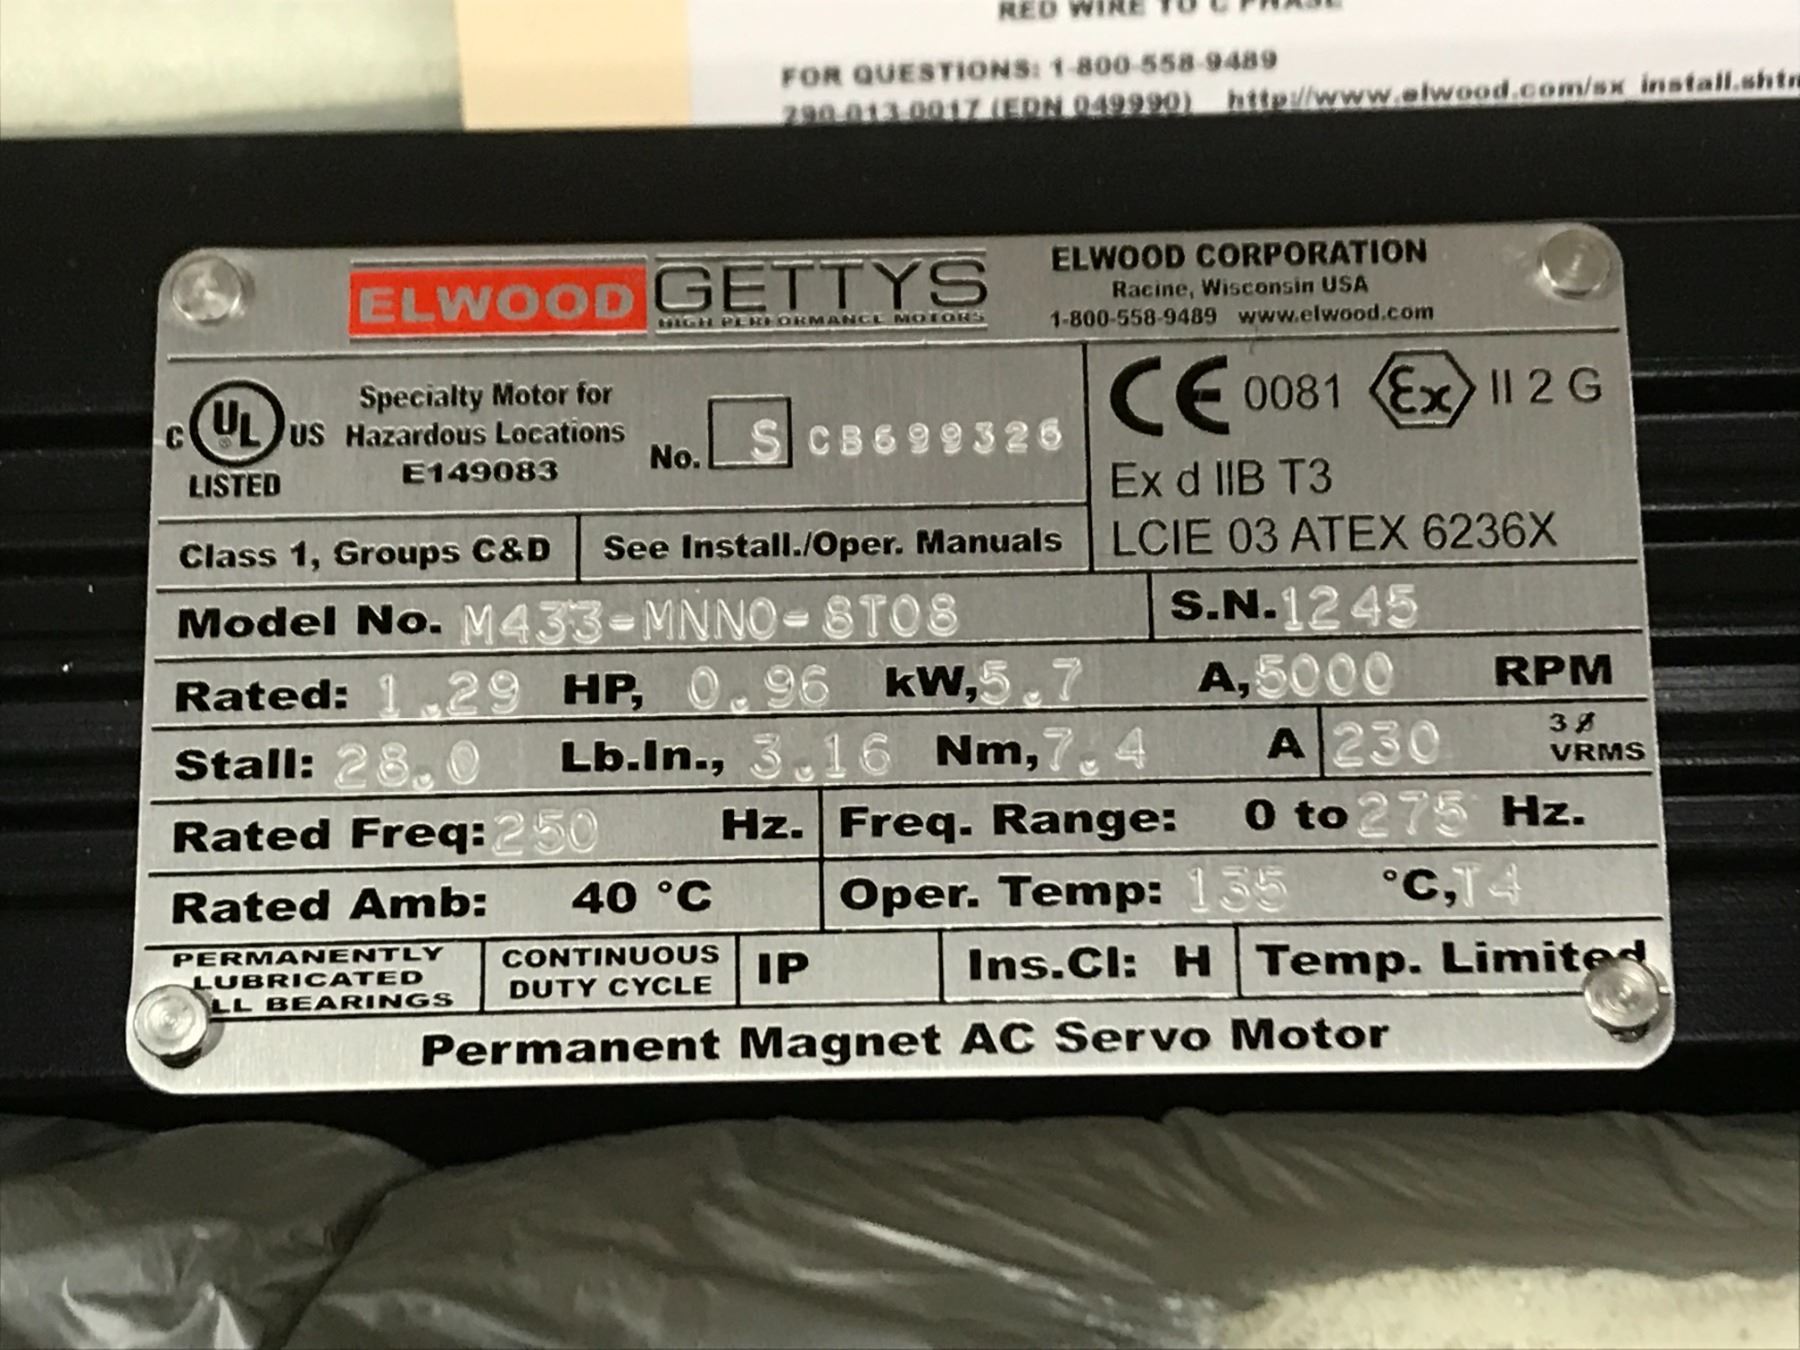 RED WIRE TO C PHASE
FOR QUESTIONS: 1-800-558-9489
290-013-0017 (EDN 049990) http://www.elwood.com/sx_install.shtm
ELWOOD GETTYS
HIGH PERFORMANCE MOTORS
ELWOOD CORPORATION
Racine, Wisconsin USA
1-800-558-9489 www.elwood.com
C UL US
®
LISTED
Specialty Motor for
Hazardous Locations
E149083
No. S CB699326
CE 0081 Ex II 2 G
Ex d IIB T3
LCIE 03 ATEX 6236X
Class 1, Groups C&D
See Install./Oper. Manuals
Model No. M433-MNNO-8T08
S.N. 1245
Rated: 1.29 HP, 0.96 kW, 5.7 A, 5000 RPM
Stall: 28.0 Lb.In., 3.16 Nm, 7.4 A
230 3 Ø VRMS
Rated Freq: 250 Hz.
Freq. Range: 0 to 275 Hz.
Rated Amb: 40 °C
Oper. Temp: 135 °C, T4
PERMANENTLY
LUBRICATED
LL BEARINGS
CONTINUOUS
DUTY CYCLE
IP
Ins.Cl: H
Temp. Limited
Permanent Magnet AC Servo Motor